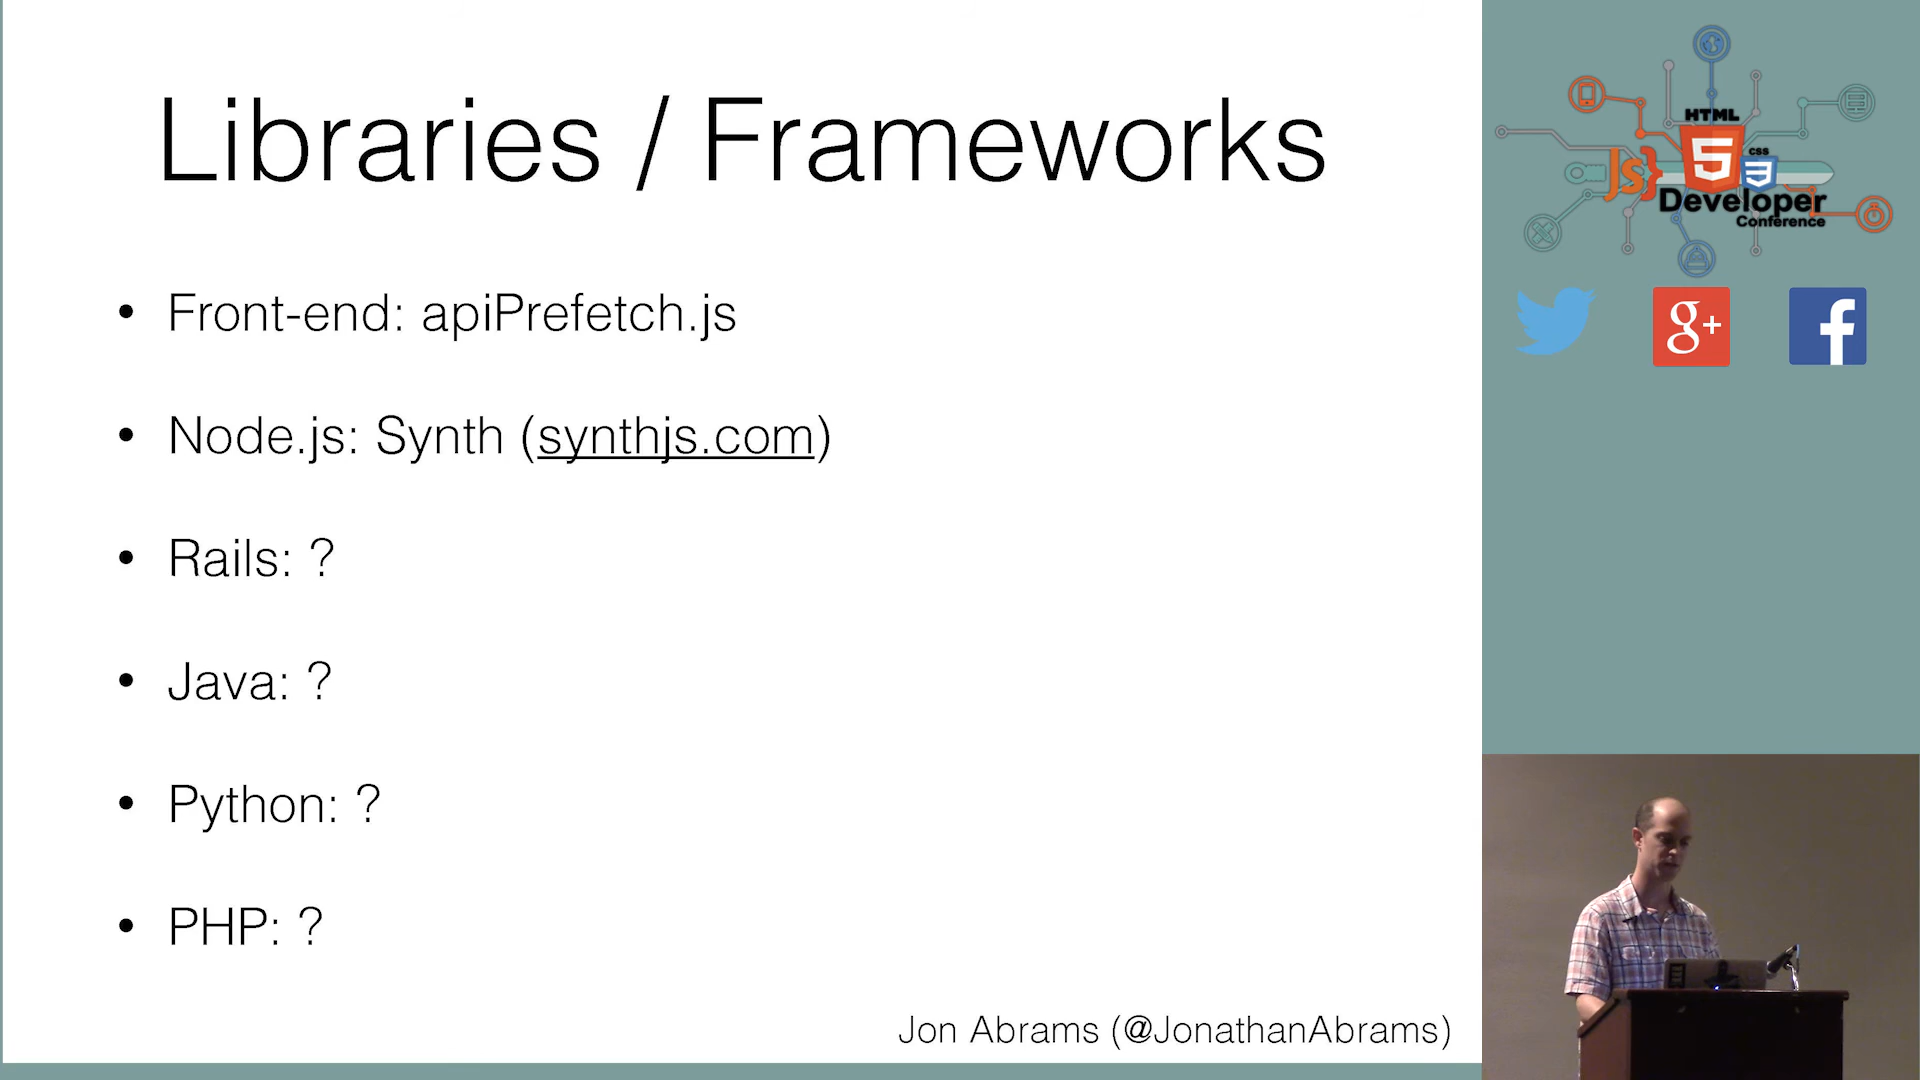 Libraries / Frameworks
• Front-end: apiPrefetch.js
• Node.js: Synth (synthjs.com)
• Rails: ?
• Java: ?
• Python: ?
• PHP: ?
Jon Abrams (@JonathanAbrams)
HTML
5
JS}
CSS
3
Developer
Conference
g+
f